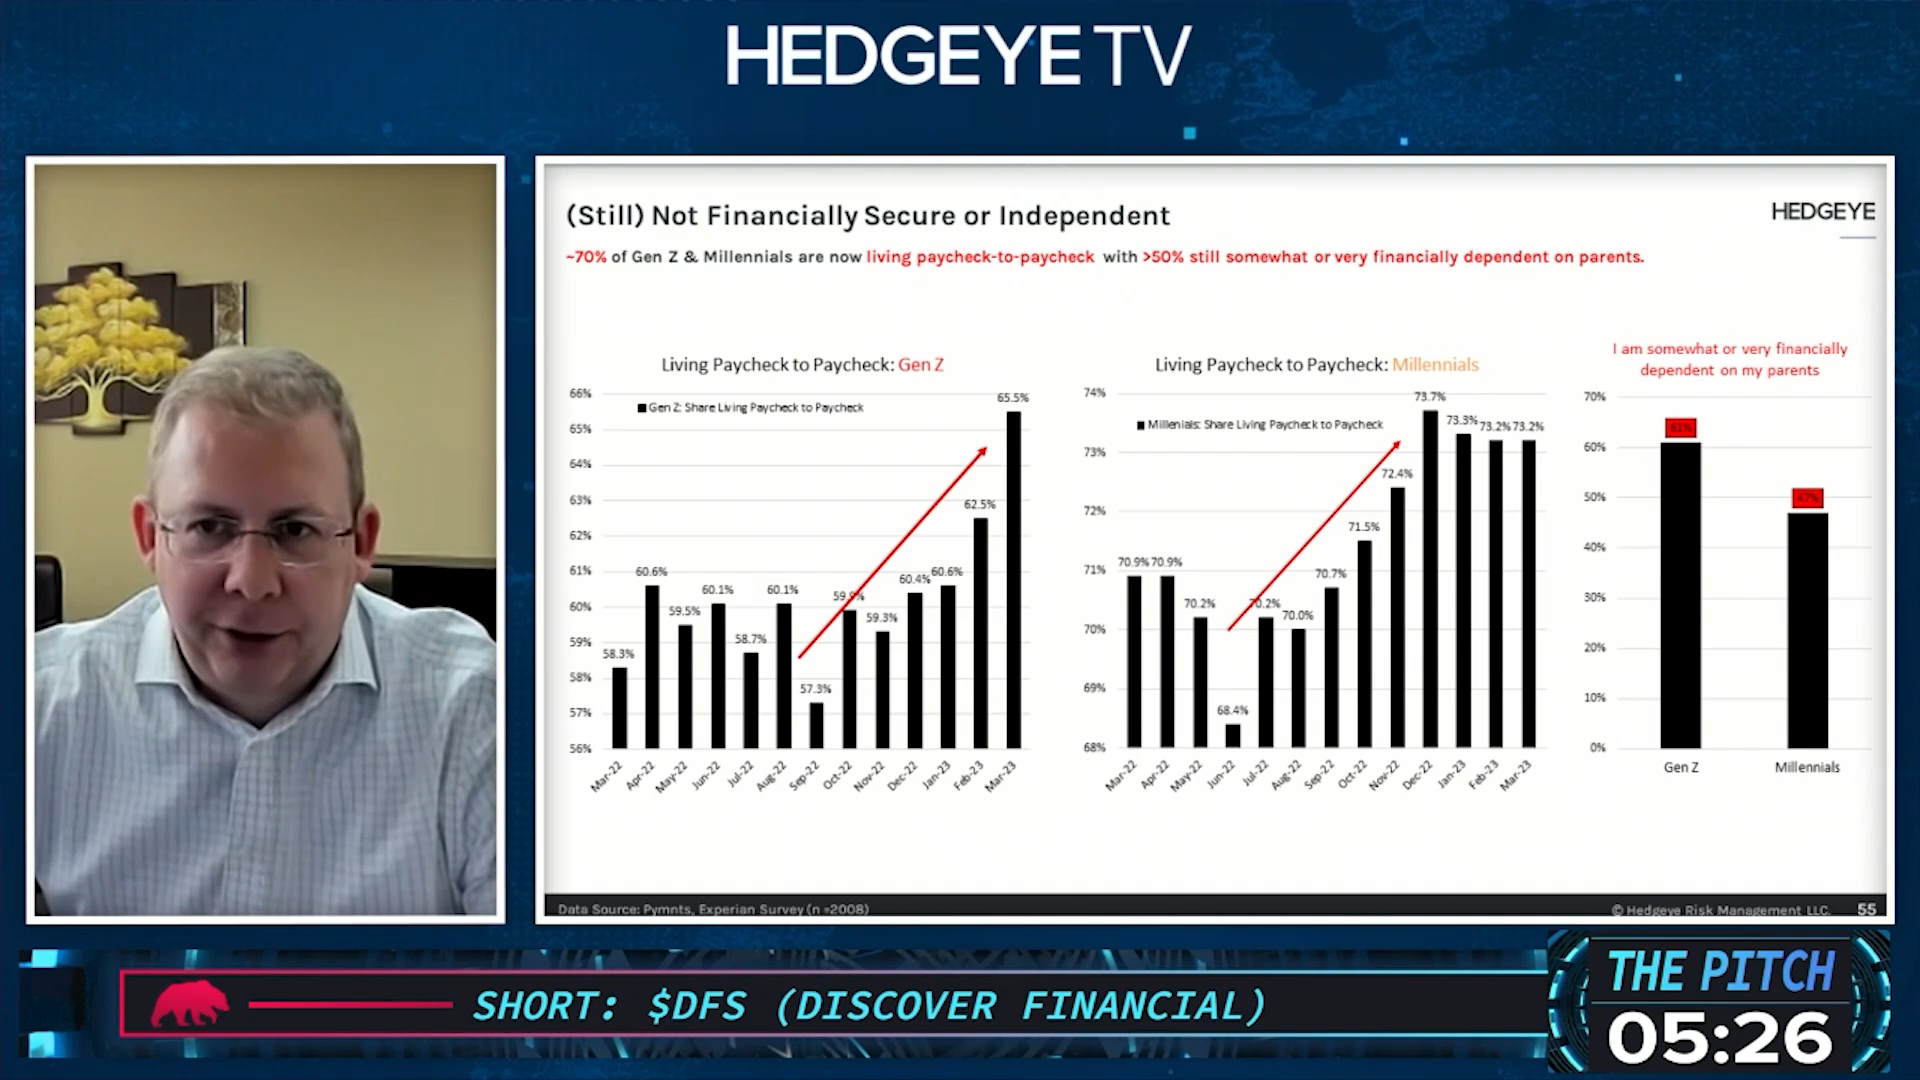 HEDGEYE TV
(Still) Not Financially Secure or Independent
HEDGEYE
~70% of Gen Z & Millennials are now living paycheck-to-paycheck with >50% still somewhat or very financially dependent on parents.
Living Paycheck to Paycheck: Gen Z
Gen Z: Share Living Paycheck to Paycheck
66%
65%
64%
63%
62%
61%
60%
59%
58%
57%
56%
58.3%
60.6%
59.5%
60.1%
58.7%
60.1%
57.3%
59.9%
59.3%
60.4%
60.6%
62.5%
65.5%
Mar-22
Apr-22
May-22
Jun-22
Jul-22
Aug-22
Sep-22
Oct-22
Nov-22
Dec-22
Jan-23
Feb-23
Mar-23
Living Paycheck to Paycheck: Millennials
Millenials: Share Living Paycheck to Paycheck
74%
73%
72%
71%
70%
69%
68%
70.9%
70.9%
70.2%
68.4%
70.2%
70.0%
70.7%
71.5%
72.4%
73.7%
73.3%
73.2%
73.2%
Mar-22
Apr-22
May-22
Jun-22
Jul-22
Aug-22
Sep-22
Oct-22
Nov-22
Dec-22
Jan-23
Feb-23
Mar-23
I am somewhat or very financially
dependent on my parents
70%
60%
50%
40%
30%
20%
10%
0%
61%
47%
Gen Z
Millennials
Data Source: Pymnts, Experian Survey (n =2008)
© Hedgeye Risk Management LLC.
55
SHORT: $DFS (DISCOVER FINANCIAL)
THE PITCH
05:26